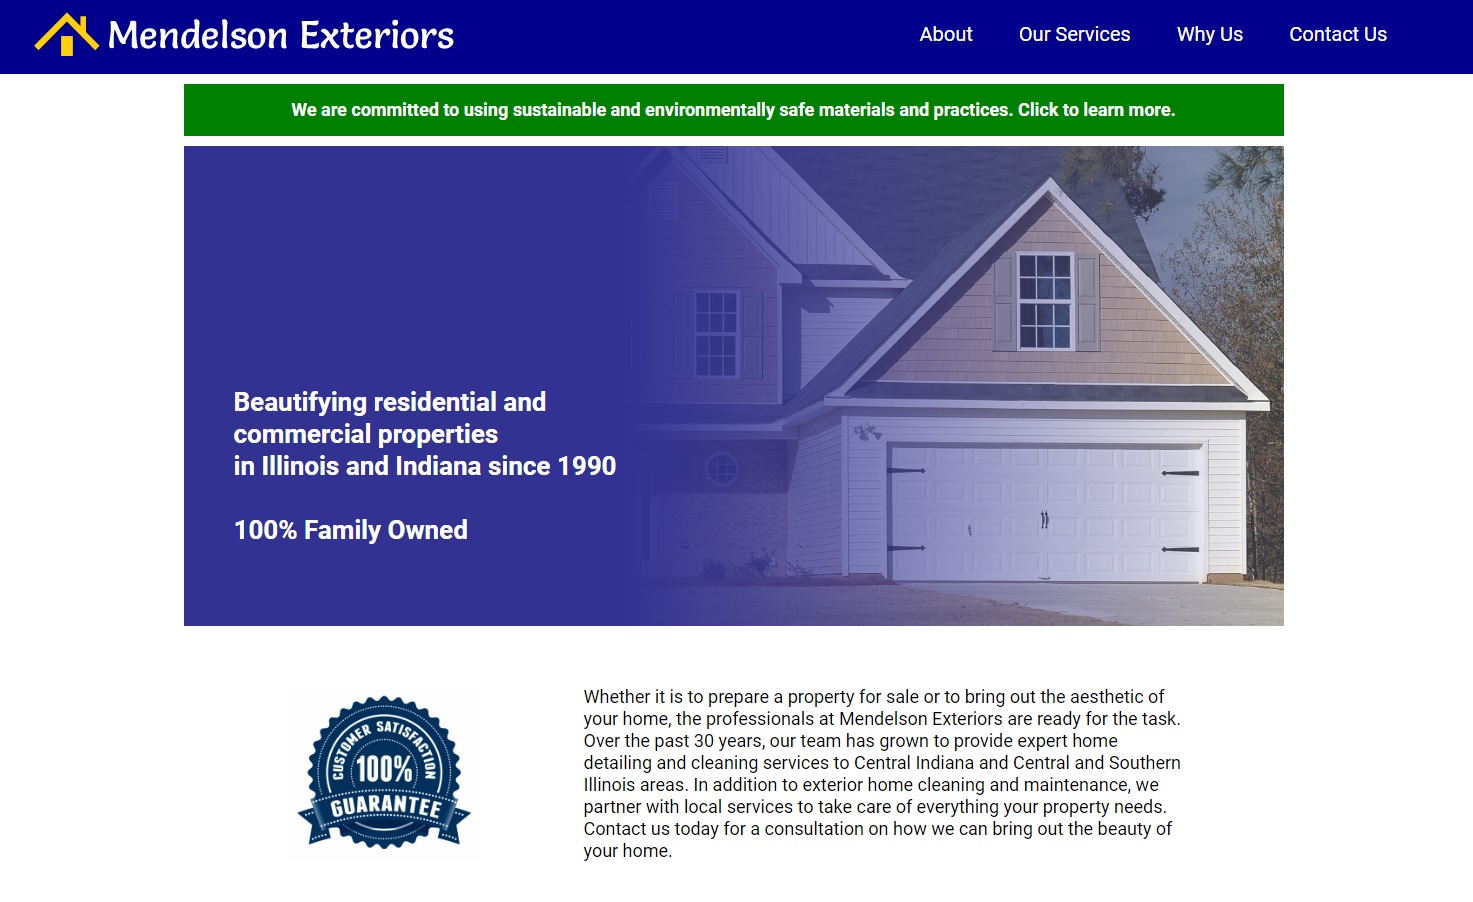 Mendelson Exteriors
About
Our Services
Why Us
Contact Us
We are committed to using sustainable and environmentally safe materials and practices. Click to learn more.
Beautifying residential and
commercial properties
in Illinois and Indiana since 1990
100% Family Owned
CUSTOMER SATISFACTION
100%
GUARANTEE
Whether it is to prepare a property for sale or to bring out the aesthetic of
your home, the professionals at Mendelson Exteriors are ready for the task.
Over the past 30 years, our team has grown to provide expert home
detailing and cleaning services to Central Indiana and Central and Southern
Illinois areas. In addition to exterior home cleaning and maintenance, we
partner with local services to take care of everything your property needs.
Contact us today for a consultation on how we can bring out the beauty of
your home.